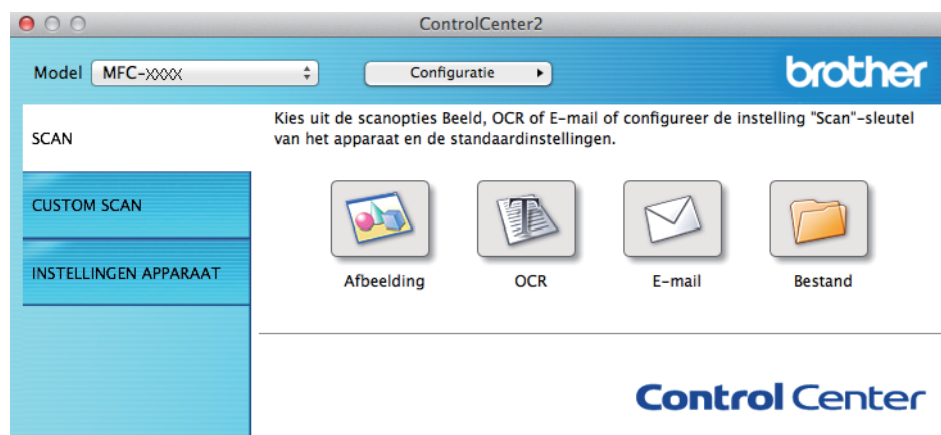 ControlCenter2
Model MFC-XXXX Configuratie brother
SCAN
Kies uit de scanopties Beeld, OCR of E-mail of configureer de instelling "Scan"-sleutel
van het apparaat en de standaardinstellingen.
CUSTOM SCAN
INSTELLINGEN APPARAAT
Afbeelding OCR E-mail Bestand
Control Center